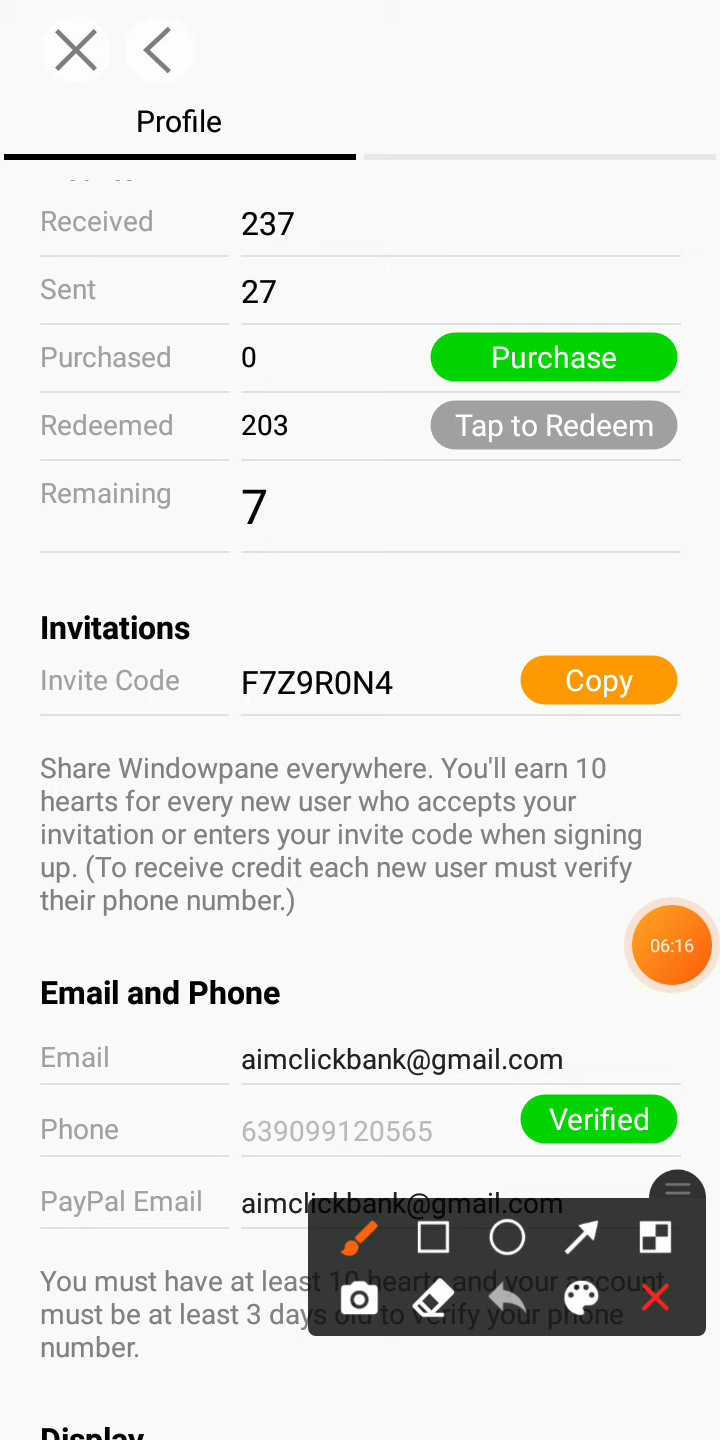 Profile
Received 237
Sent 27
Purchased 0 Purchase
Redeemed 203 Tap to Redeem
Remaining 7
Invitations
Invite Code F7Z9R0N4 Copy
Share Windowpane everywhere. You'll earn 10
hearts for every new user who accepts your
invitation or enters your invite code when signing
up. (To receive credit each new user must verify
their phone number.)
06:16
Email and Phone
Email aimclickbank@gmail.com
Phone 639099120565 Verified
PayPal Email aimclickbank@gmail.com
You must have at least 10 hearts and your account
must be at least 3 days old to verify your phone
number.
Display